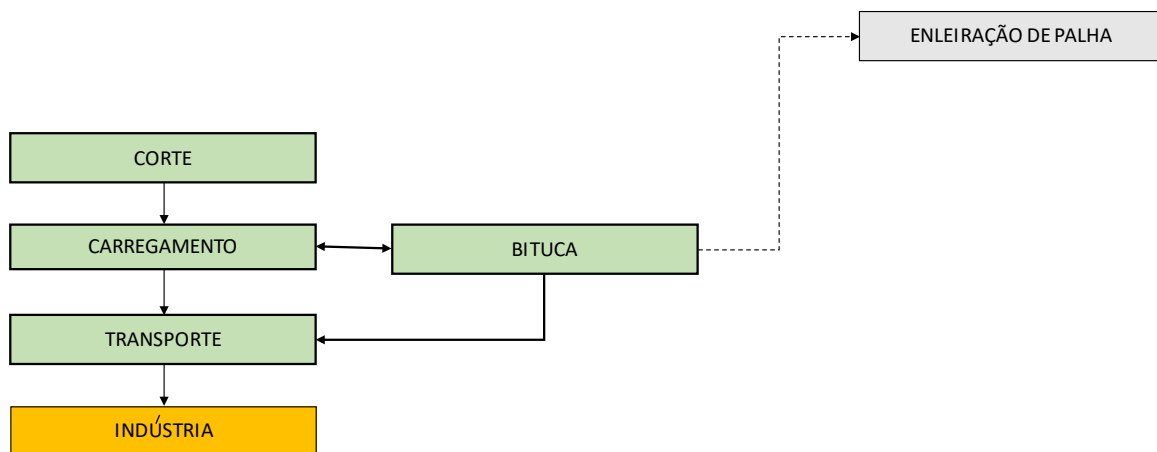 ENLEIRAÇÃO DE PALHA
CORTE
CARREGAMENTO
BITUCA
TRANSPORTE
INDÚSTRIA